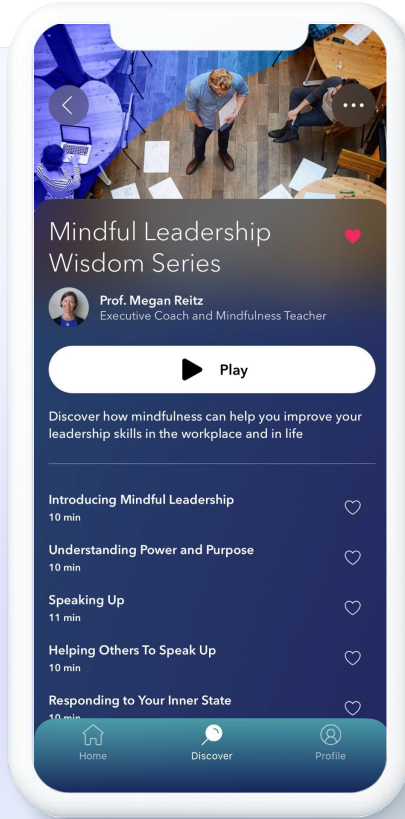 Mindful Leadership
Wisdom Series
Prof. Megan Reitz
Executive Coach and Mindfulness Teacher
Play
Discover how mindfulness can help you improve your
leadership skills in the workplace and in life
Introducing Mindful Leadership
10 min
Understanding Power and Purpose
10 min
Speaking Up
11 min
Helping Others To Speak Up
10 min
Responding to Your Inner State
10 min
Home
Discover
Profile